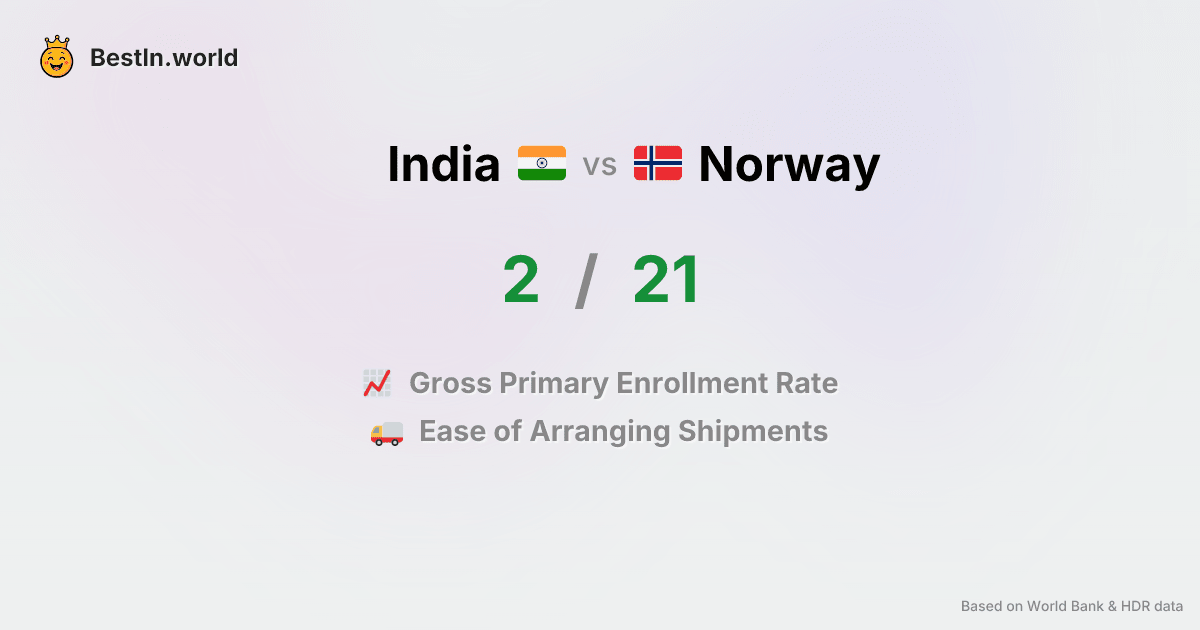 BestIn.world
India vs Norway
2 / 21
Gross Primary Enrollment Rate
Ease of Arranging Shipments
Based on World Bank & HDR data